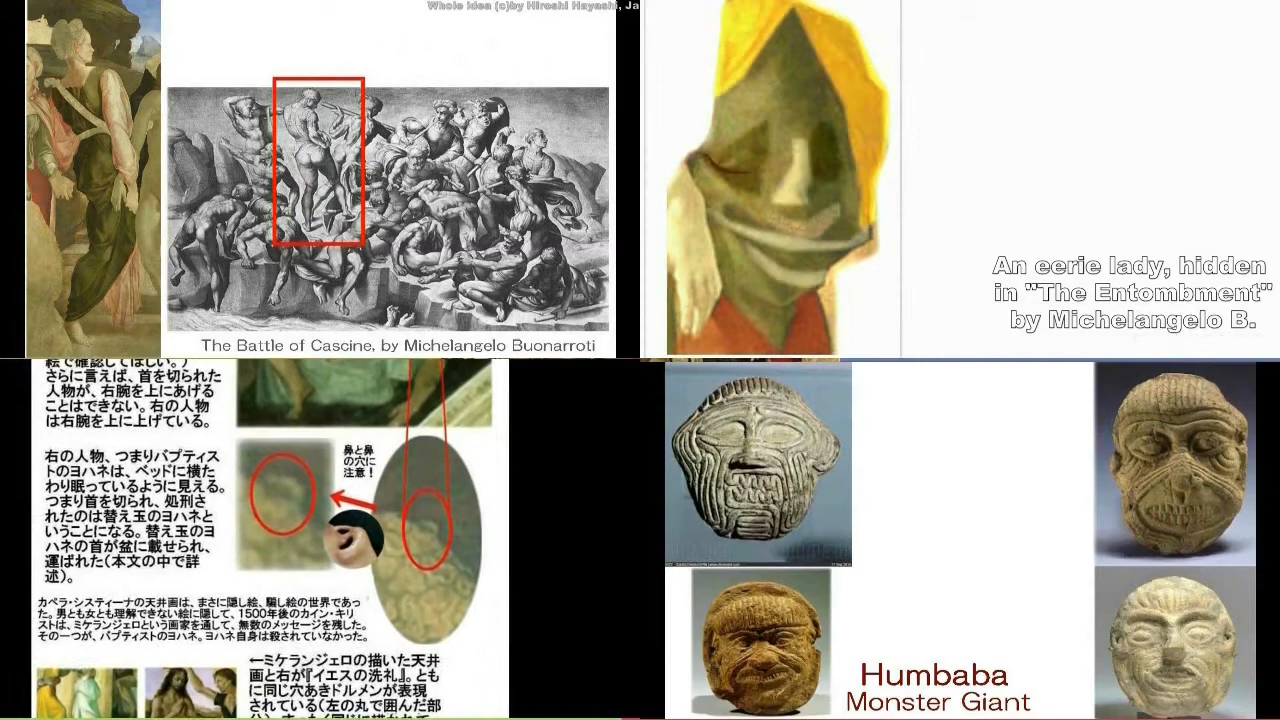 Whole idea (c)by Hiroshi Hayashi, Ja
The Battle of Cascine, by Michelangelo Buonarroti
An eerie lady, hidden
in "The Entombment"
by Michelangelo B.
絵で確認してほしい。)
さらに言えば、首を切られた
人物が、右腕を上にあげる
ことはできない。右の人物
は右腕を上に上げている。
右の人物、つまりバプティス
トのヨハネは、ベッドに横た
わり眠っているように見える。
つまり首を切られ、処刑さ
れたのは替え玉のヨハネと
いうことになる。替え玉のヨ
ハネの首が盆に載せられ、
運ばれた(本文の中で詳
述)。
鼻と鼻
の穴に
注意!
カペラ・システィーナの天井画は、まさに隠し絵、騙し絵の世界であっ
た。男とも女とも理解できない絵に隠して、1500年後のカイン・キリ
ストは、ミケランジェロという画家を通して、無数のメッセージを残した。
その一つが、バプティストのヨハネ。ヨハネ自身は殺されていなかった。
←ミケランジェロの描いた天井
画と右が『イエスの洗礼』。とも
に同じ穴あきドルメンが表現
されている(左の丸で囲んだ部
Humbaba
Monster Giant